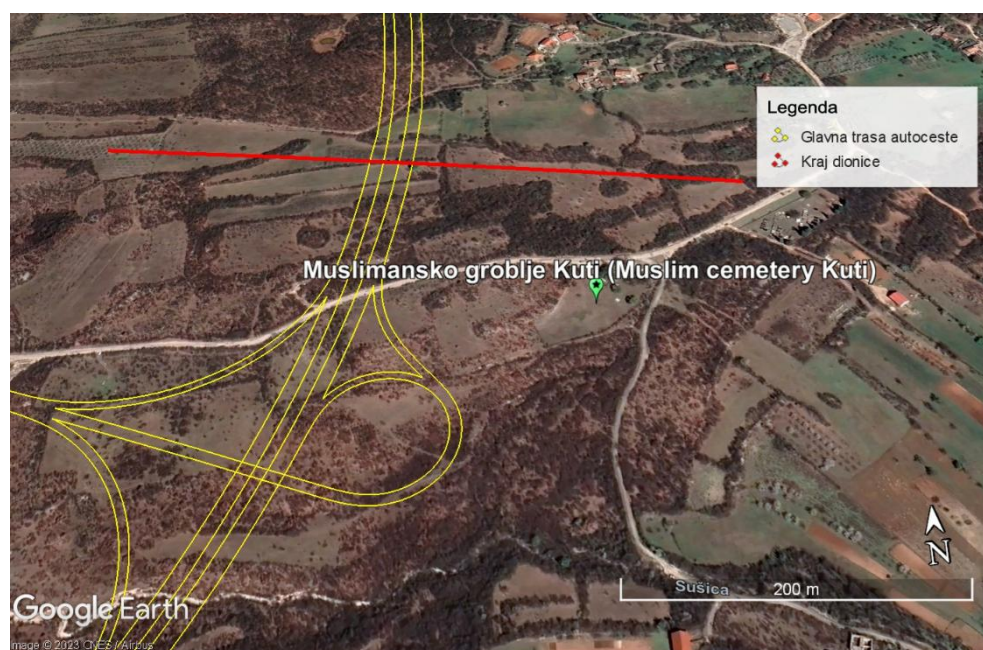 Legenda
Glavna trasa autoceste
Kraj dionice
Muslimansko groblje Kuti (Muslim cemetery Kuti)
N
Sušica
200 m
Google Earth
Image © 2023 CNES / Airbus